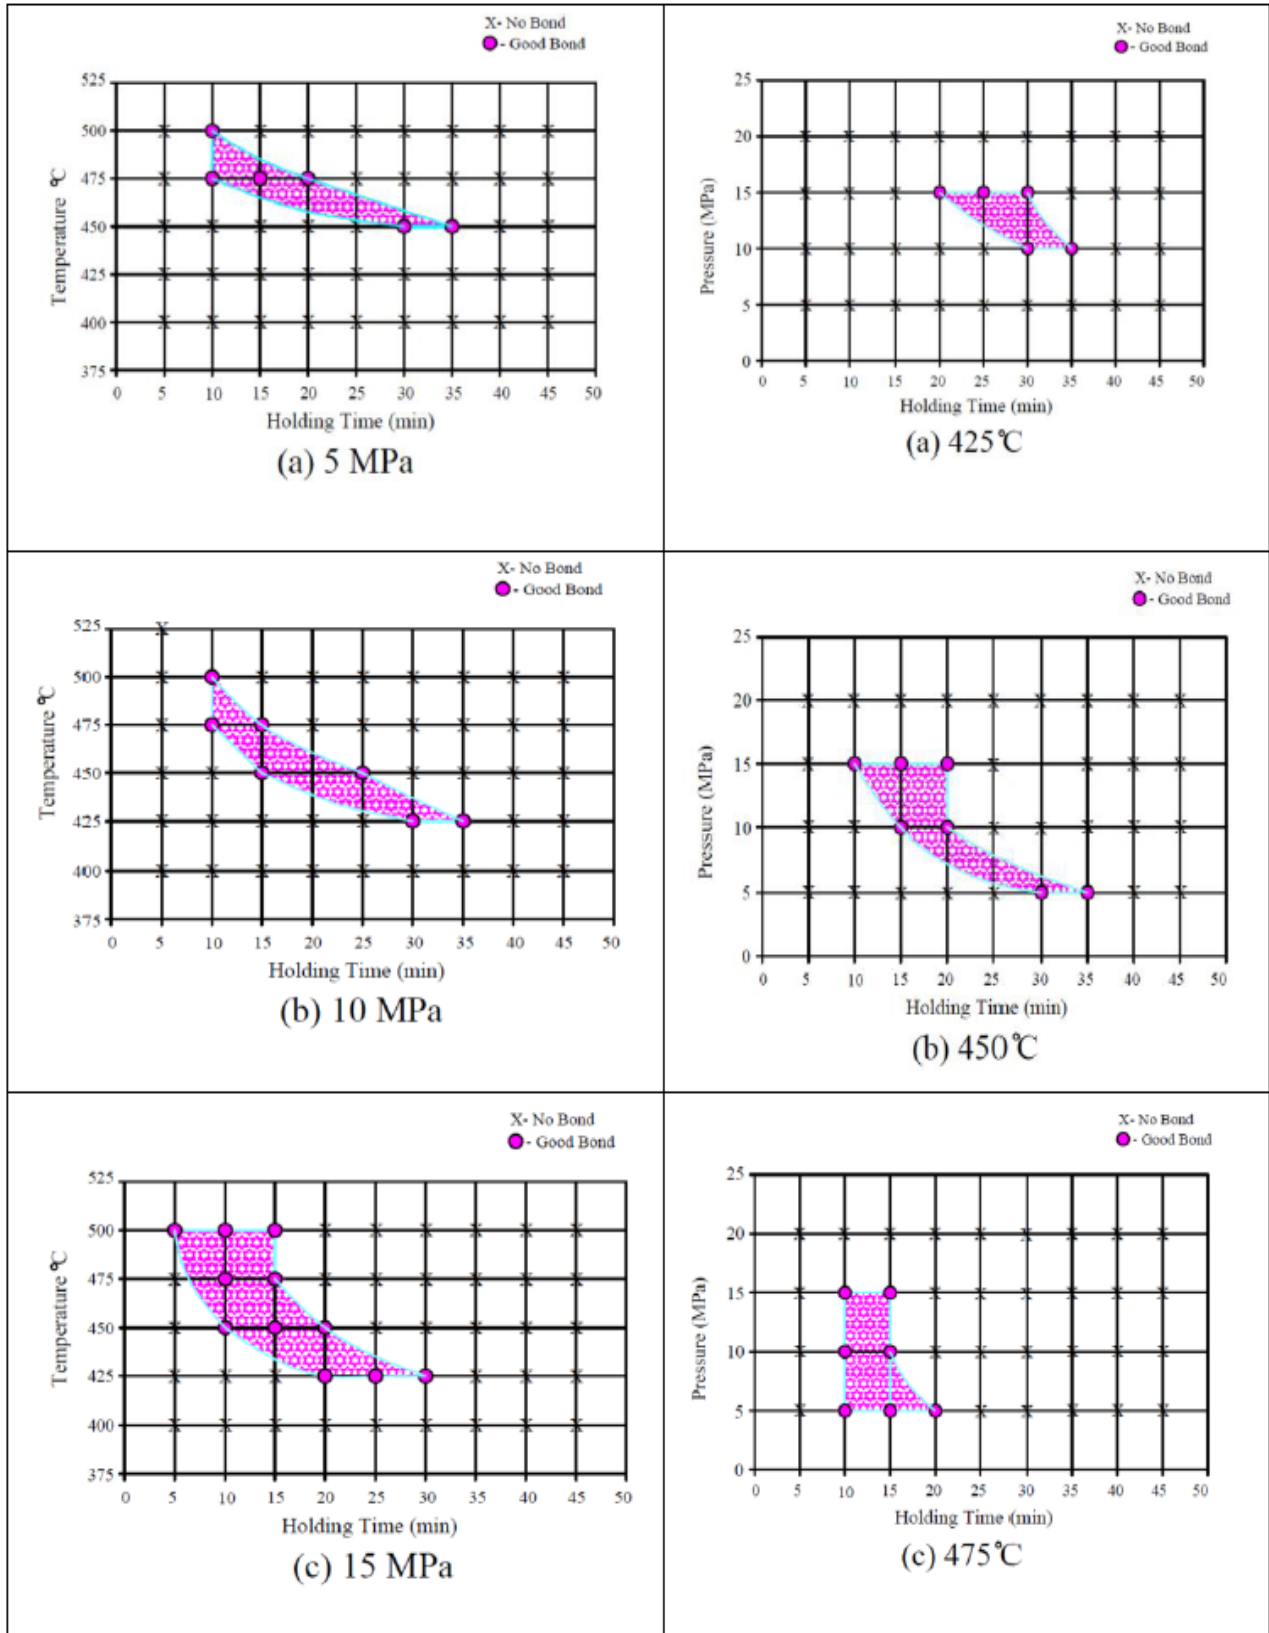 X- No Bond
- Good Bond
525
500
475
450
425
400
375
0 5 10 15 20 25 30 35 40 45 50
Temperature ℃
Holding Time (min)
(a) 5 MPa
X- No Bond
- Good Bond
25
20
15
10
5
0
0 5 10 15 20 25 30 35 40 45 50
Pressure (MPa)
Holding Time (min)
(a) 425℃
X- No Bond
- Good Bond
525
500
475
450
425
400
375
0 5 10 15 20 25 30 35 40 45 50
Temperature ℃
Holding Time (min)
(b) 10 MPa
X- No Bond
- Good Bond
25
20
15
10
5
0
0 5 10 15 20 25 30 35 40 45 50
Pressure (MPa)
Holding Time (min)
(b) 450℃
X- No Bond
- Good Bond
525
500
475
450
425
400
375
0 5 10 15 20 25 30 35 40 45 50
Temperature ℃
Holding Time (min)
(c) 15 MPa
X- No Bond
- Good Bond
25
20
15
10
5
0
0 5 10 15 20 25 30 35 40 45 50
Pressure (MPa)
Holding Time (min)
(c) 475℃